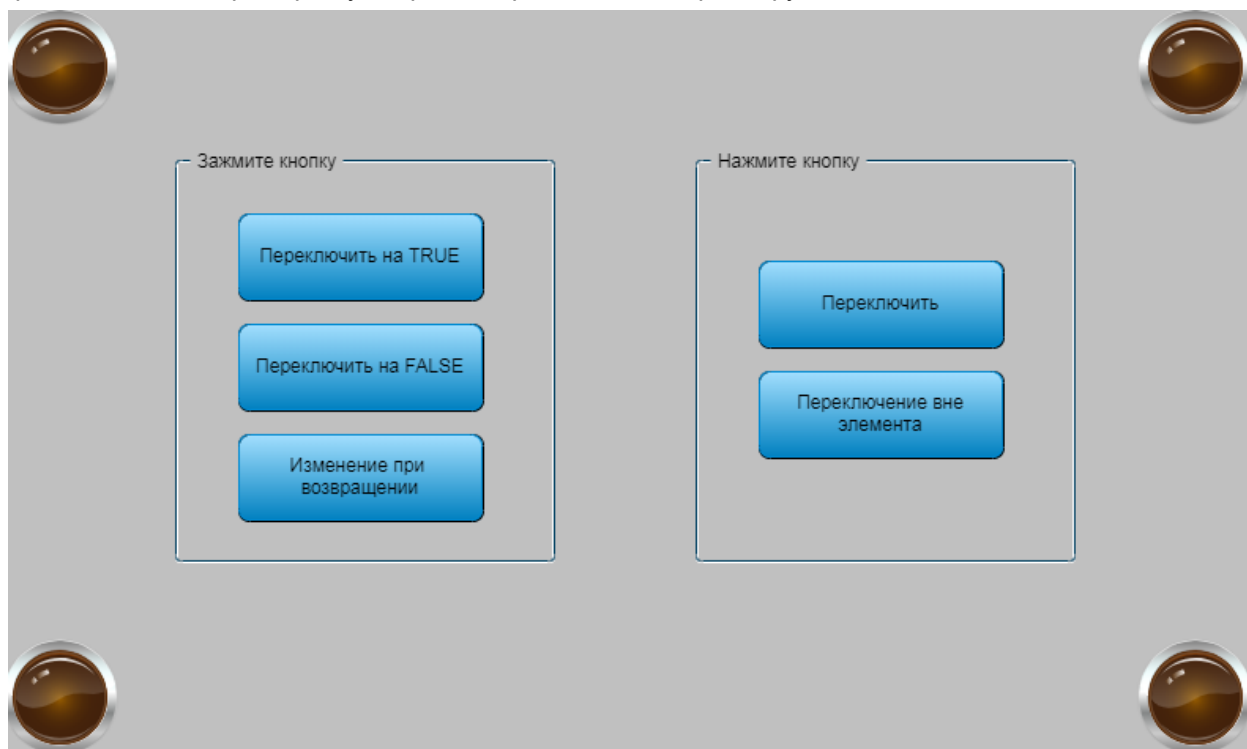 Зажмите кнопку
Переключить на TRUE
Переключить на FALSE
Изменение при
возвращении
Нажмите кнопку
Переключить
Переключение вне
элемента